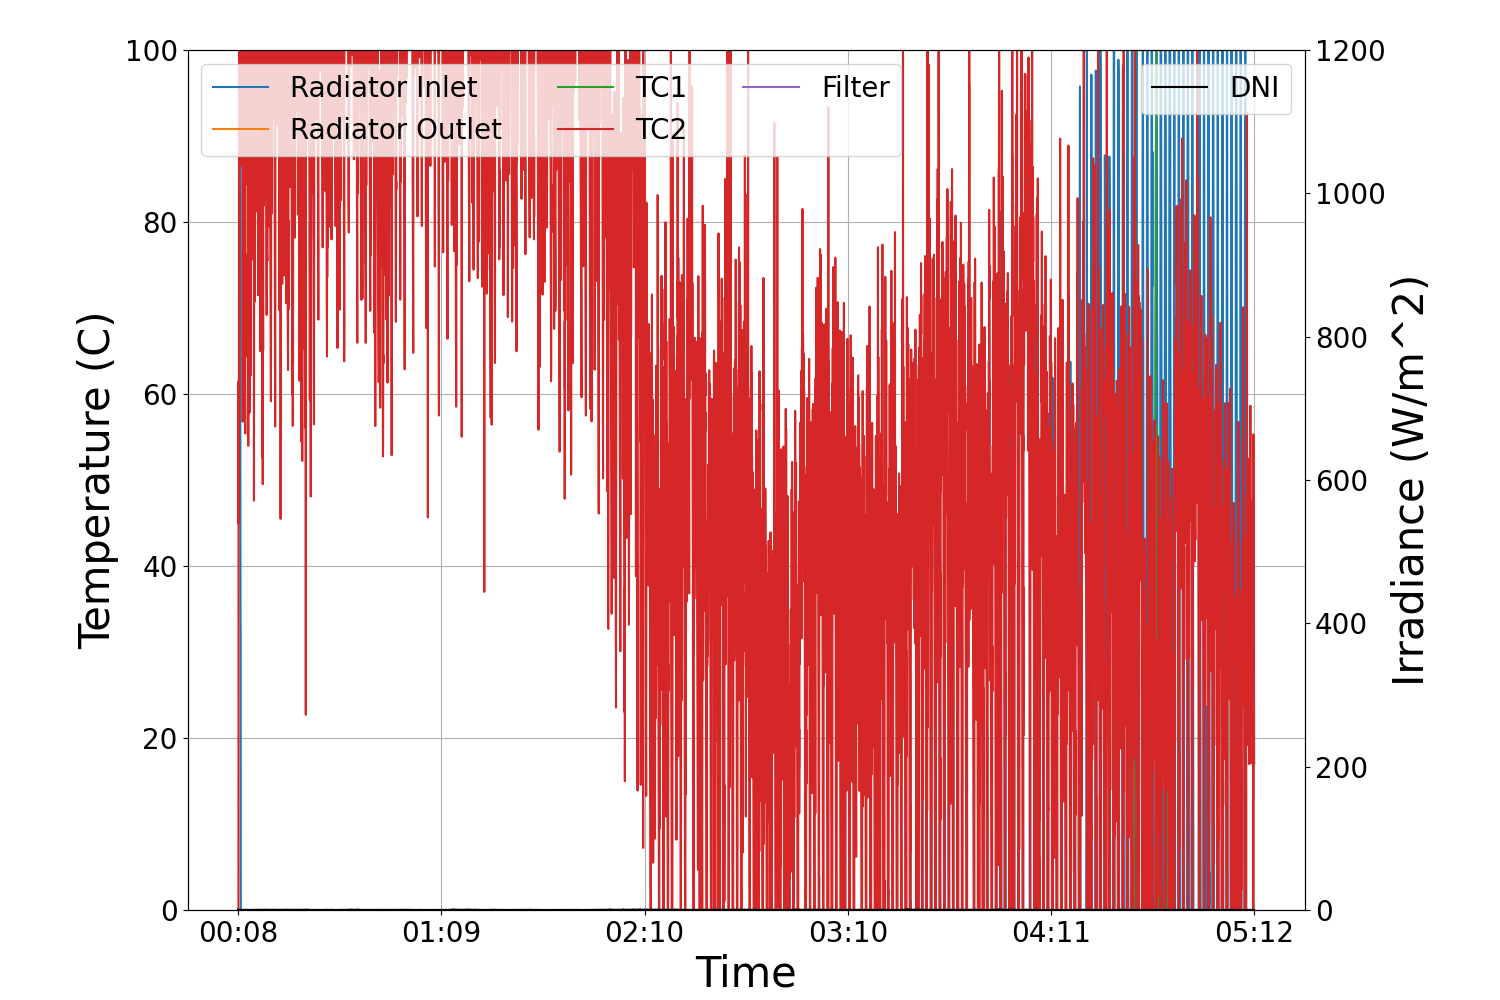 Radiator Inlet
Radiator Outlet
TC1
TC2
Filter
DNI
Temperature (C)
100
80
60
40
20
0
Irradiance (W/m^2)
1200
1000
800
600
400
200
0
00:08 01:09 02:10 03:10 04:11 05:12
Time